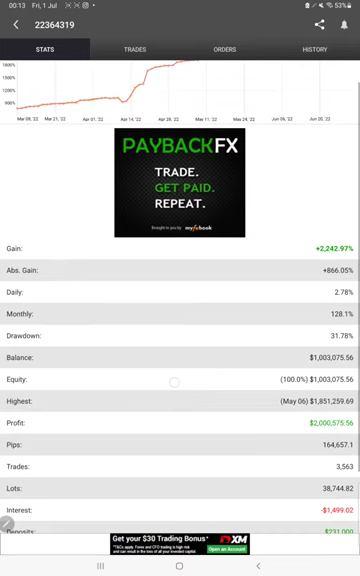 00:13 Fri, 1 Jul 53%
22364319
STATS TRADES ORDERS HISTORY
1800%
1500%
1200%
900%
Mar 08, '22 Mar 21, '22 Apr 01, '22 Apr 14, '22 Apr 28, '22 May 11, '22 May 24, '22 Jun 06, '22 Jun 20, '22
PAYBACKFX
TRADE.
GET PAID.
REPEAT.
Brought to you by myfxbook
Gain: +2,242.97%
Abs. Gain: +866.05%
Daily: 2.78%
Monthly: 128.1%
Drawdown: 31.78%
Balance: $1,003,075.56
Equity: (100.0%) $1,003,075.56
Highest: (May 06) $1,851,259.69
Profit: $2,000,575.56
Pips: 164,657.1
Trades: 3,563
Lots: 38,744.82
Interest: -$1,499.02
Deposits: $231,000
Get your $30 Trading Bonus*
XM
Open an Account